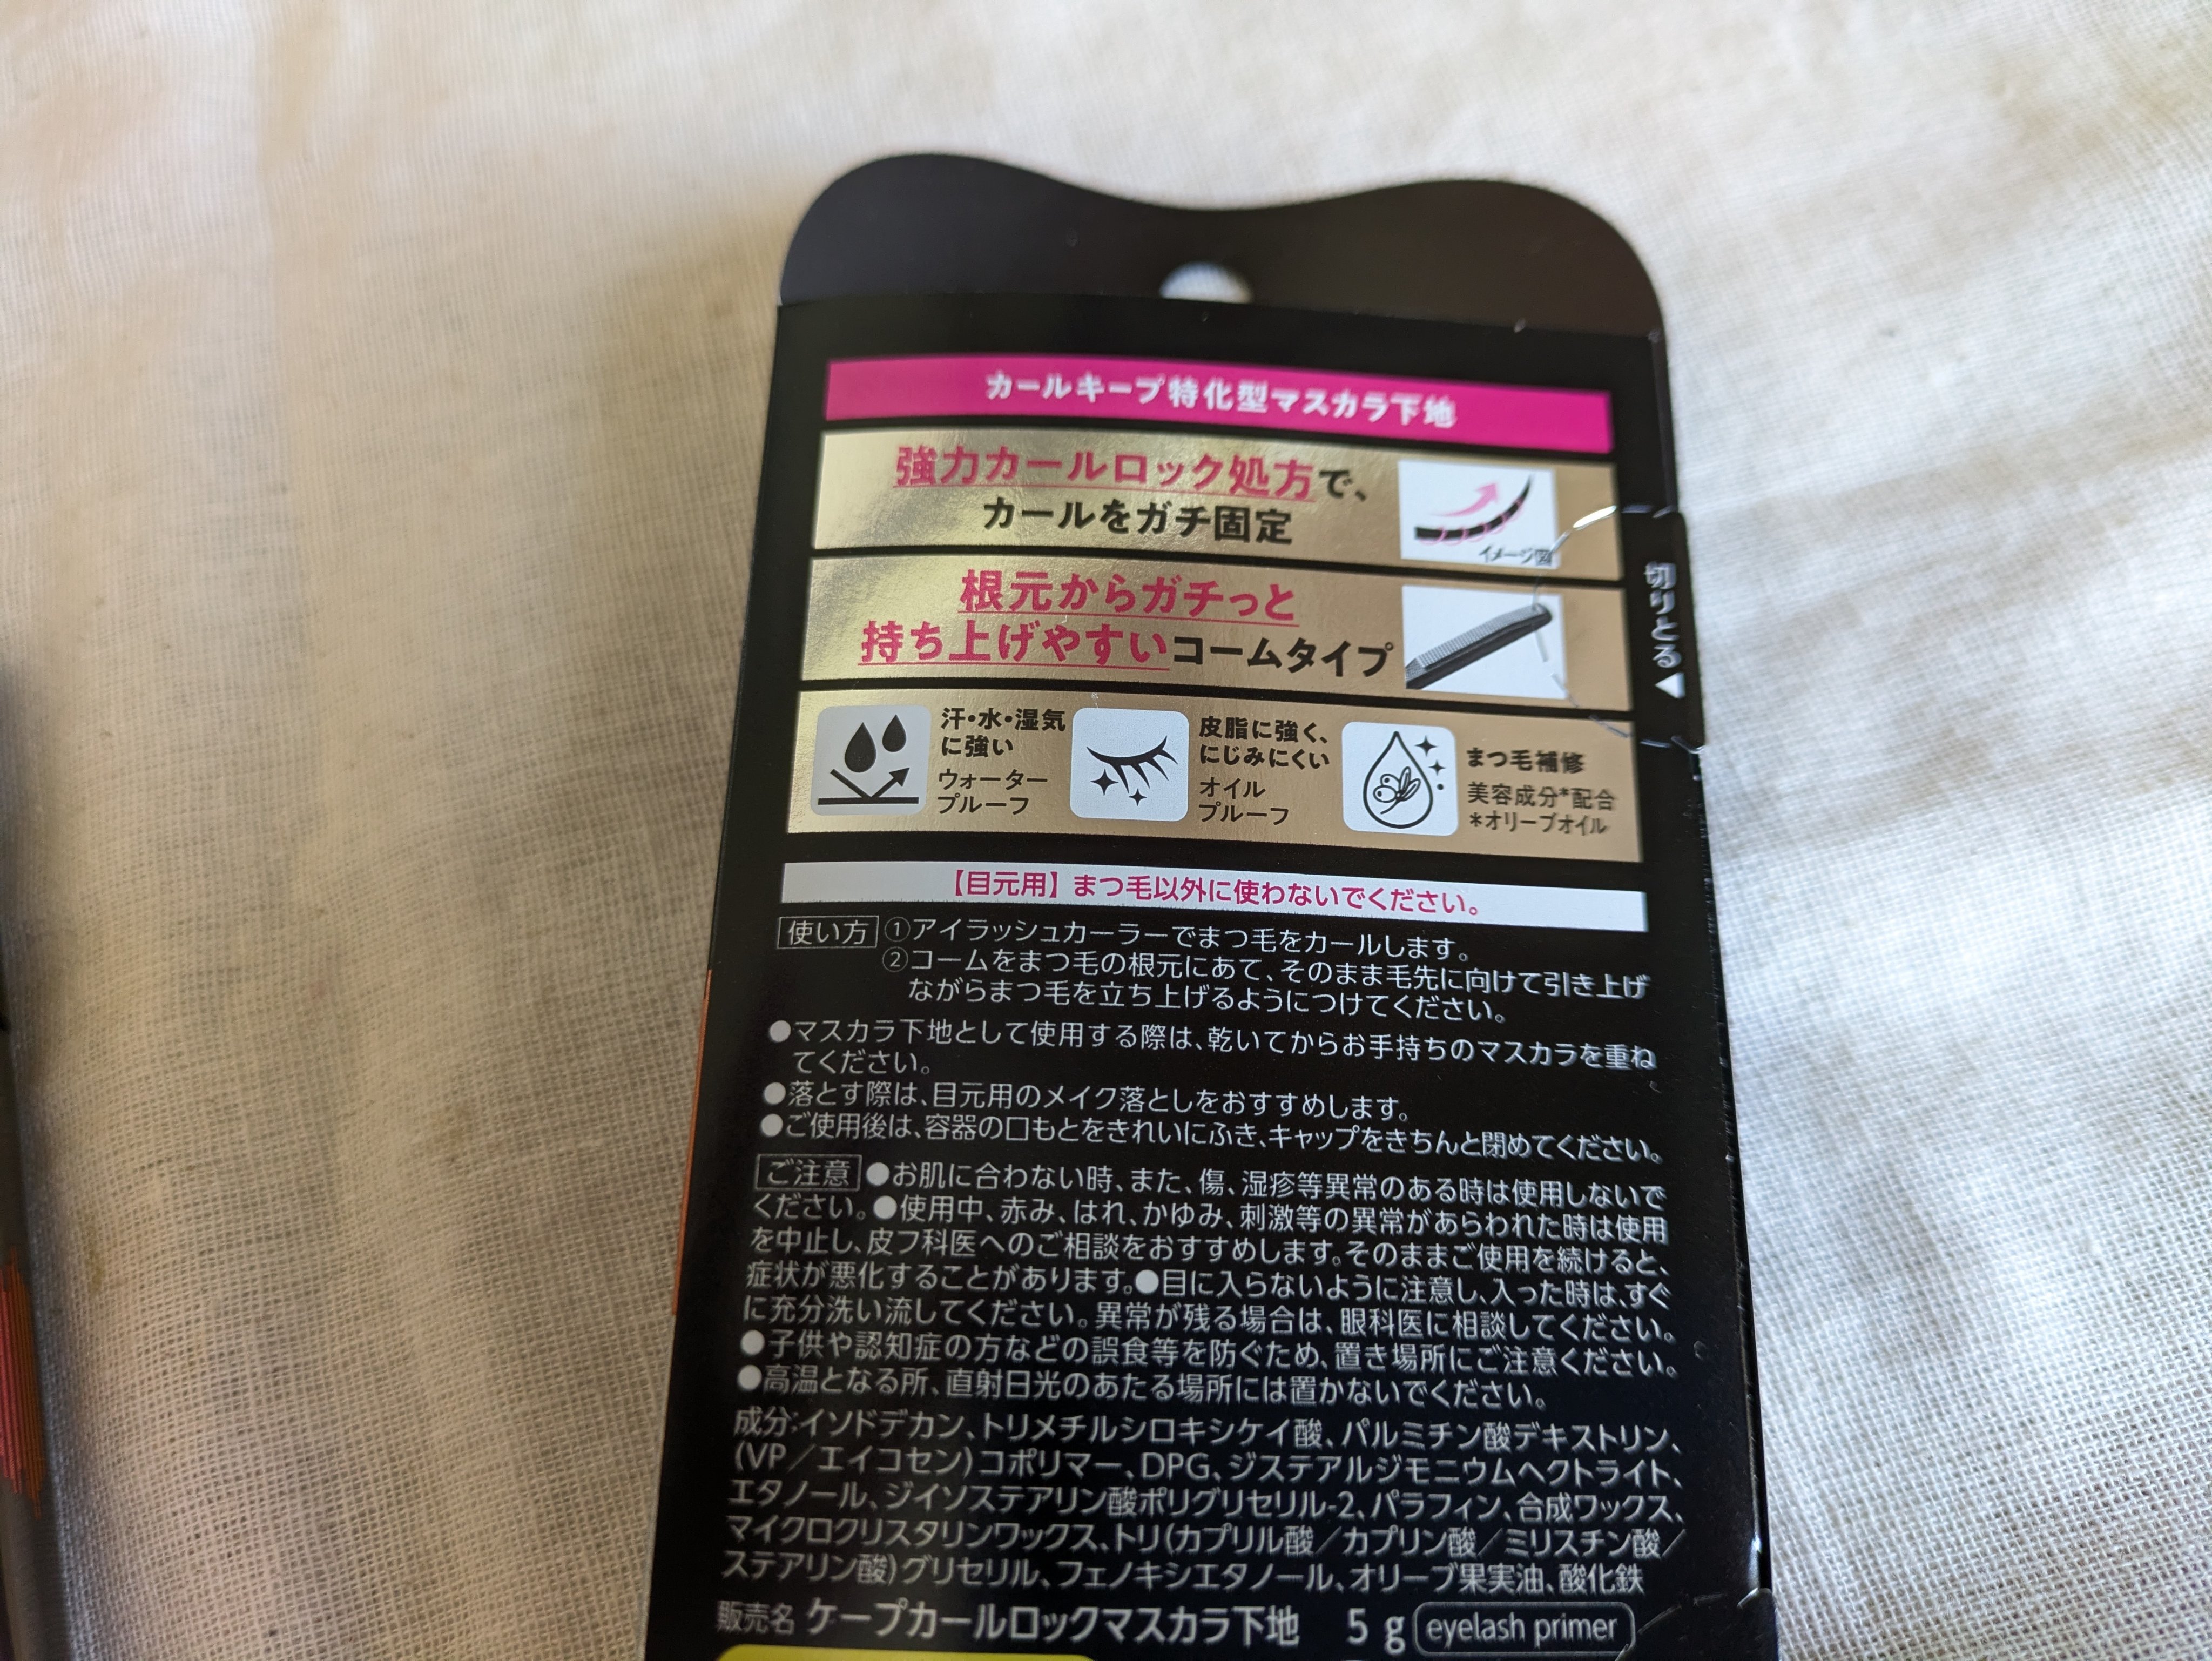 カールキープ特化型マスカラ下地
強力カールロック処方で、
カールをガチ固定
イメージ図
根元からガチっと
持ち上げやすいコームタイプ
切りとる◀
汗・水・湿気
に強い
ウォーター
プルーフ
皮脂に強く、
にじみにくい
オイル
プルーフ
まつ毛補修
美容成分*配合
*オリーブオイル
【目元用】まつ毛以外に使わないでください。
使い方 ①アイラッシュカーラーでまつ毛をカールします。
②コームをまつ毛の根元にあて、そのまま毛先に向けて引き上げ
ながらまつ毛を立ち上げるようにつけてください。
●マスカラ下地として使用する際は、乾いてからお手持ちのマスカラを重ね
てください。
●落とす際は、目元用のメイク落としをおすすめします。
●ご使用後は、容器の口もとをきれいにふき、キャップをきちんと閉めてください。
ご注意 ●お肌に合わない時、また、傷、湿疹等異常のある時は使用しないで
ください。●使用中、赤み、はれ、かゆみ、刺激等の異常があらわれた時は使用
を中止し、皮フ科医へのご相談をおすすめします。そのままご使用を続けると、
症状が悪化することがあります。●目に入らないように注意し、入った時は、すぐ
に充分洗い流してください。異常が残る場合は、眼科医に相談してください。
●子供や認知症の方などの誤食等を防ぐため、置き場所にご注意ください。
●高温となる所、直射日光のあたる場所には置かないでください。
成分:イソドデカン、トリメチルシロキシケイ酸、パルミチン酸デキストリン、
(VP/エイコセン)コポリマー、DPG、ジステアルジモニウムヘクトライト、
エタノール、ジイソステアリン酸ポリグリセリル-2、パラフィン、合成ワックス、
マイクロクリスタリンワックス、トリ(カプリル酸/カプリン酸/ミリスチン酸/
ステアリン酸)グリセリル、フェノキシエタノール、オリーブ果実油、酸化鉄
販売名 ケープカールロックマスカラ下地 5g eyelash primer